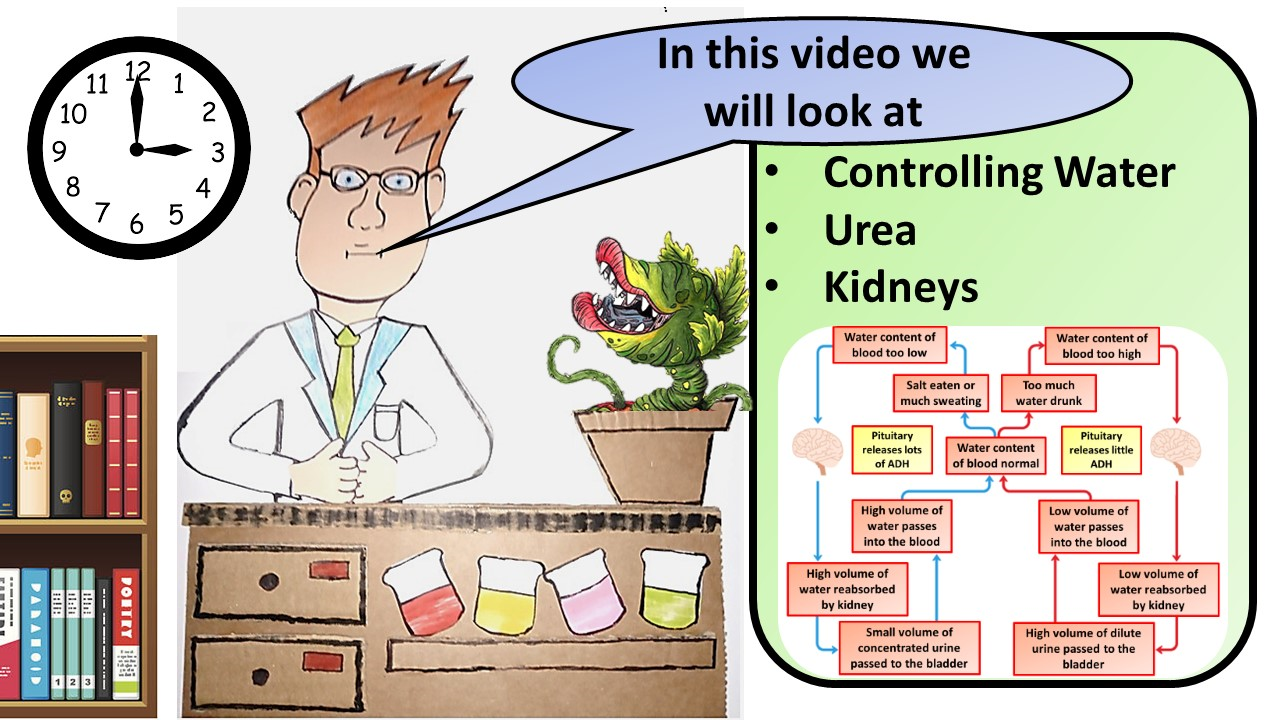 In this video we
will look at
• Controlling Water
• Urea
• Kidneys
12
11
1
10
2
9
3
8
4
7
5
6
Water content of
blood too low
Water content of
blood too high
Salt eaten or
much sweating
Too much
water drunk
Pituitary
releases lots
of ADH
Water content
of blood normal
Pituitary
releases little
ADH
High volume of
water passes
into the blood
Low volume of
water passes
into the blood
High volume of
water reabsorbed
by kidney
Low volume of
water reabsorbed
by kidney
Small volume of
concentrated urine
passed to the bladder
High volume of dilute
urine passed to the
bladder
PARANOID
1 2 3
POETRY